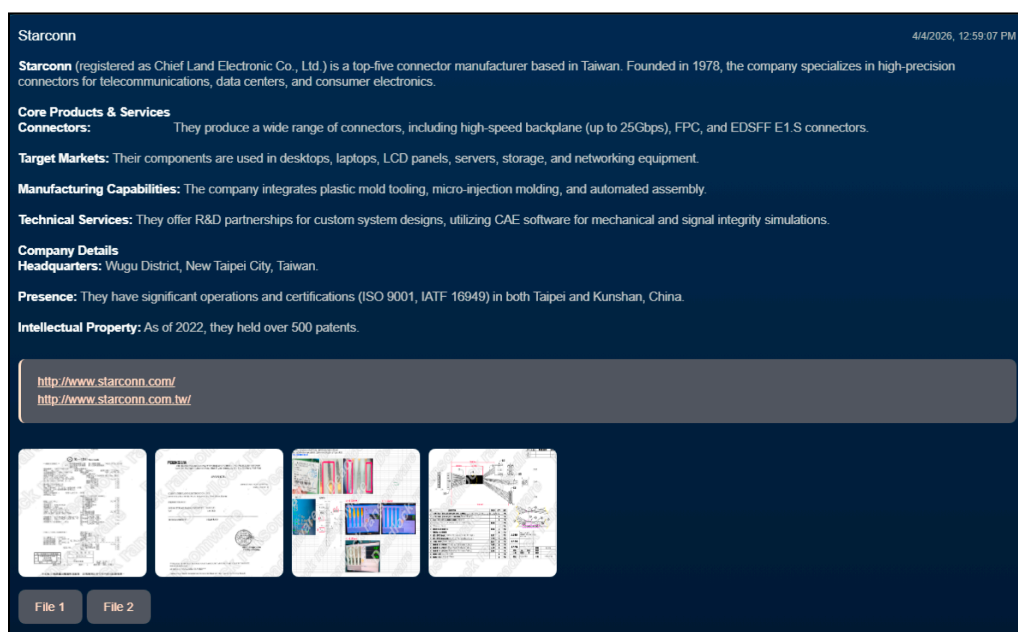 Starconn
4/4/2026, 12:59:07 PM
Starconn (registered as Chief Land Electronic Co., Ltd.) is a top-five connector manufacturer based in Taiwan. Founded in 1978, the company specializes in high-precision
connectors for telecommunications, data centers, and consumer electronics.
Core Products & Services
Connectors: They produce a wide range of connectors, including high-speed backplane (up to 25Gbps), FPC, and EDSFF E1.S connectors.
Target Markets: Their components are used in desktops, laptops, LCD panels, servers, storage, and networking equipment.
Manufacturing Capabilities: The company integrates plastic mold tooling, micro-injection molding, and automated assembly.
Technical Services: They offer R&D partnerships for custom system designs, utilizing CAE software for mechanical and signal integrity simulations.
Company Details
Headquarters: Wugu District, New Taipei City, Taiwan.
Presence: They have significant operations and certifications (ISO 9001, IATF 16949) in both Taipei and Kunshan, China.
Intellectual Property: As of 2022, they held over 500 patents.
http://www.starconn.com/
http://www.starconn.com.tw/
File 1
File 2